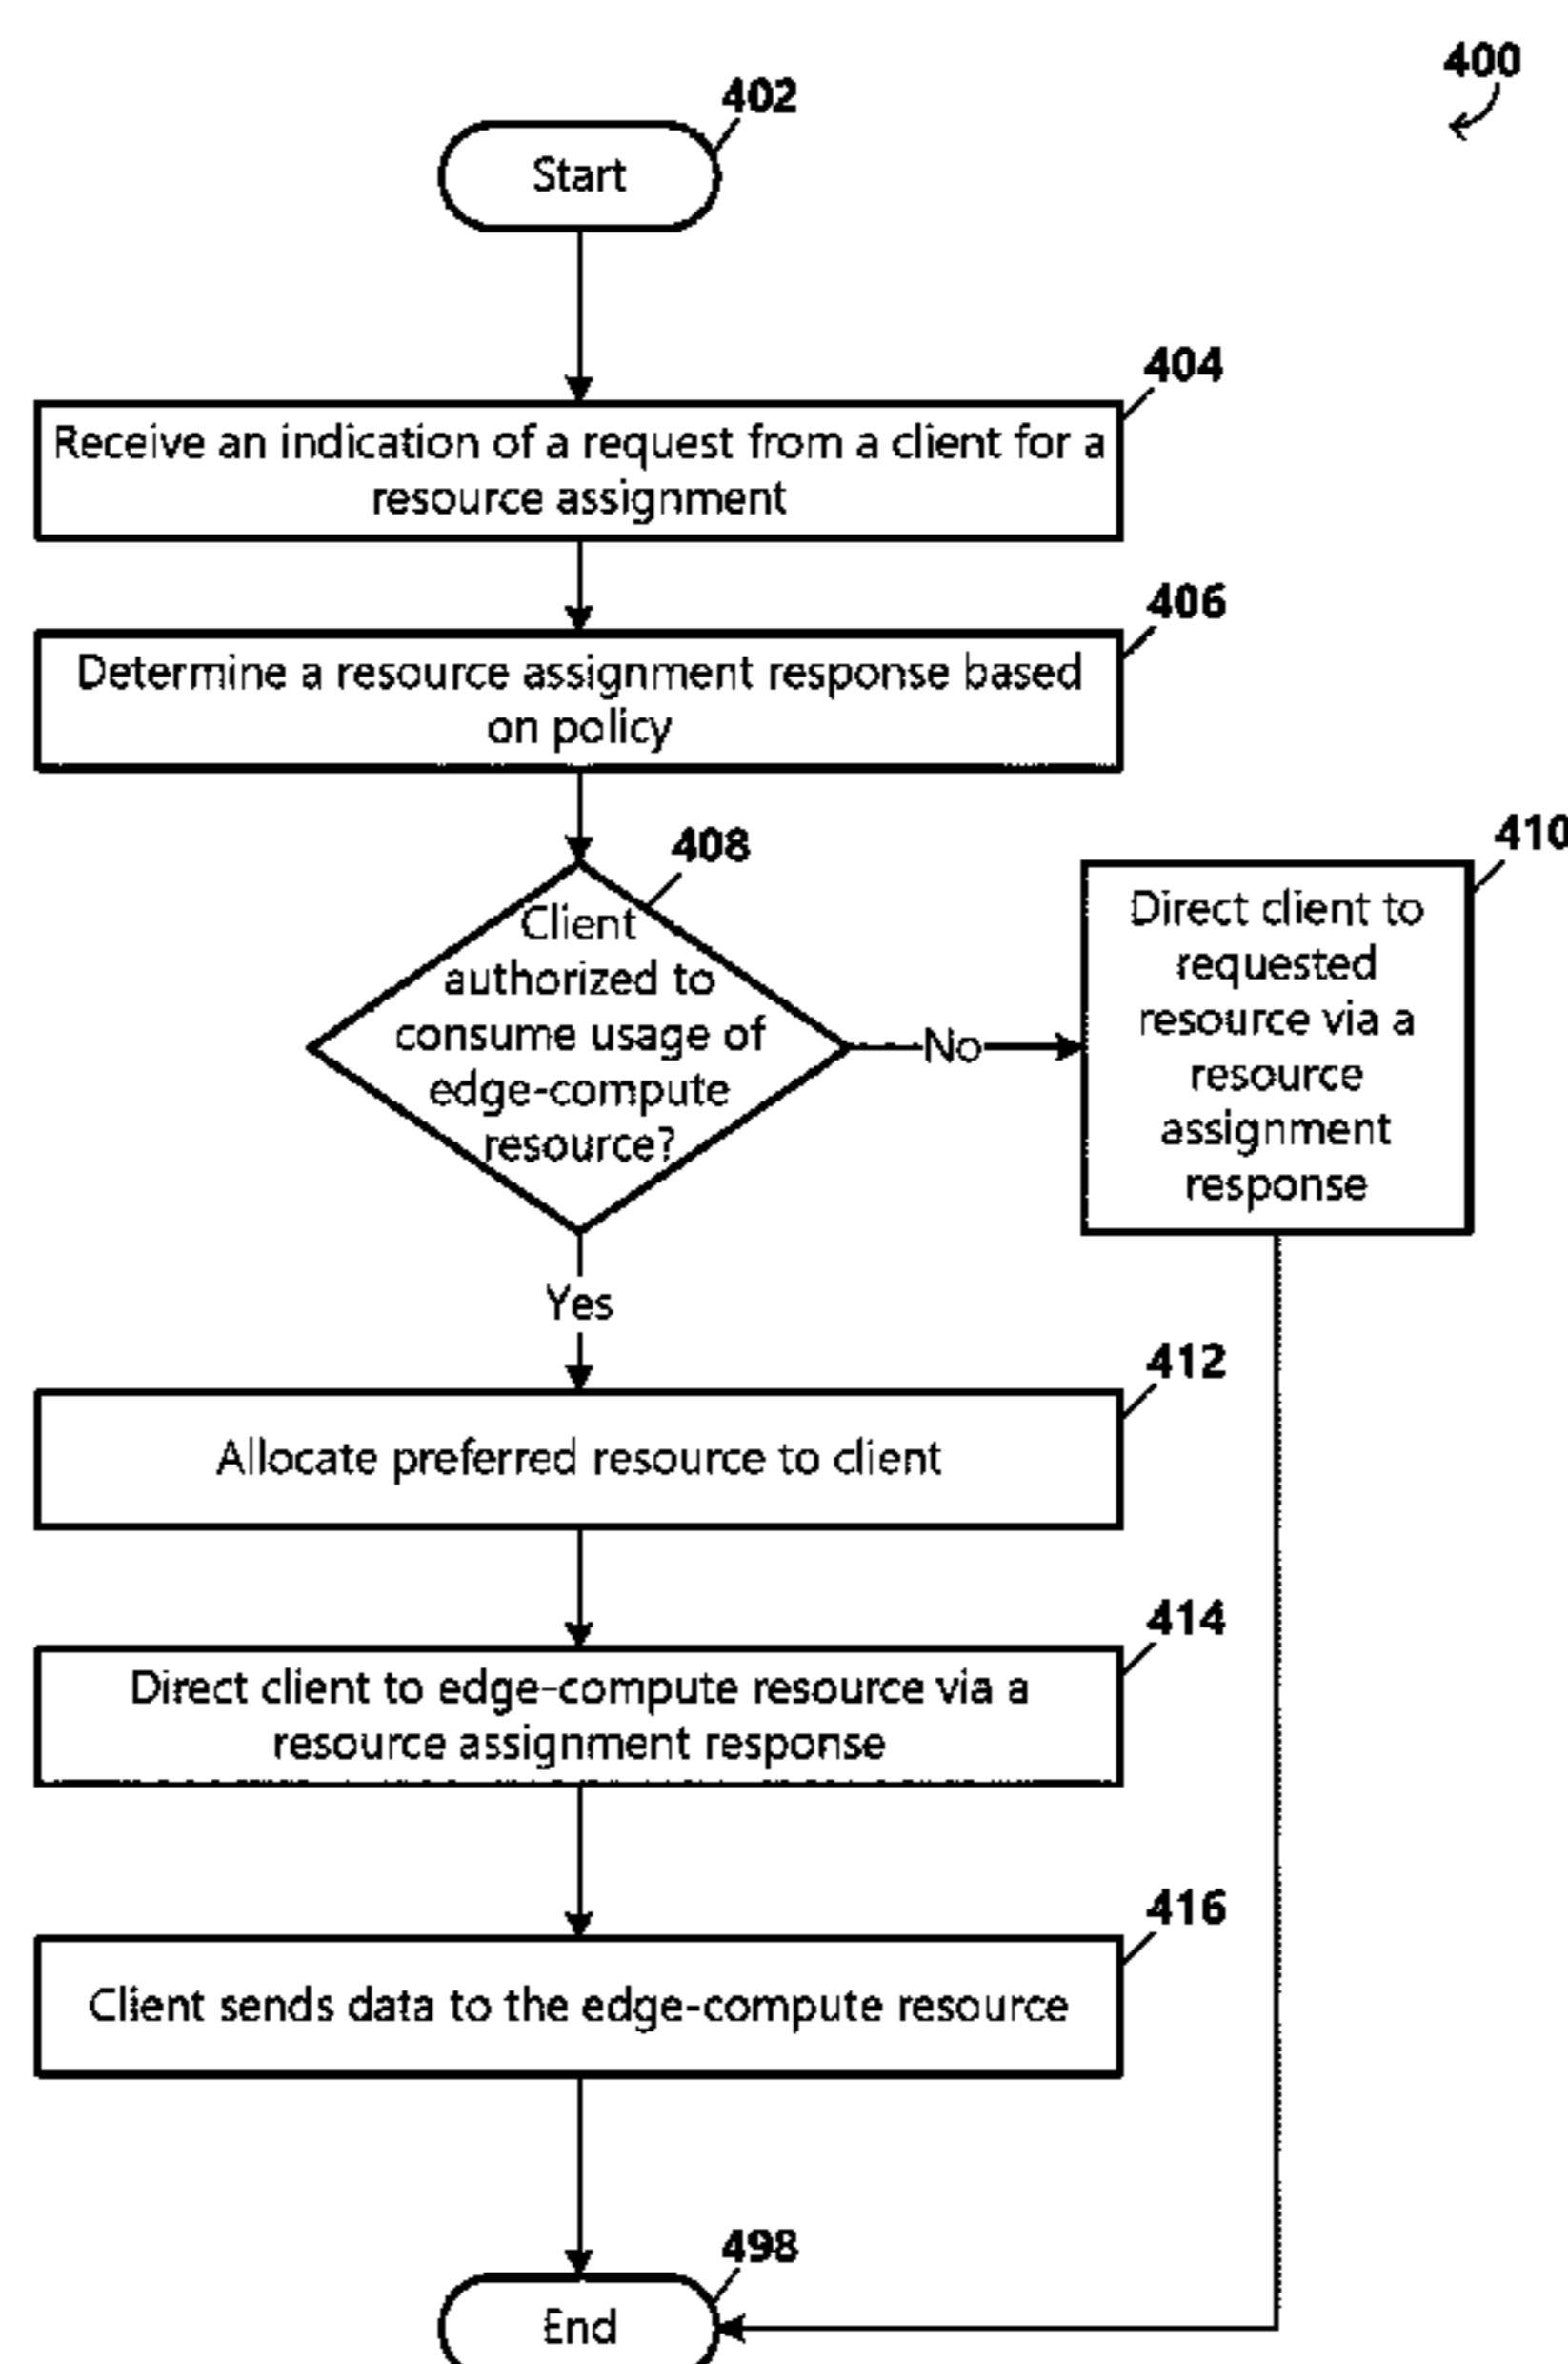 400
402
Start
404
Receive an indication of a request from a client for a
resource assignment
406
Determine a resource assignment response based
on policy
408
Client
authorized to
consume usage of
edge-compute
resource?
No
410
Direct client to
requested
resource via a
resource
assignment
response
Yes
412
Allocate preferred resource to client
414
Direct client to edge-compute resource via a
resource assignment response
416
Client sends data to the edge-compute resource
498
End